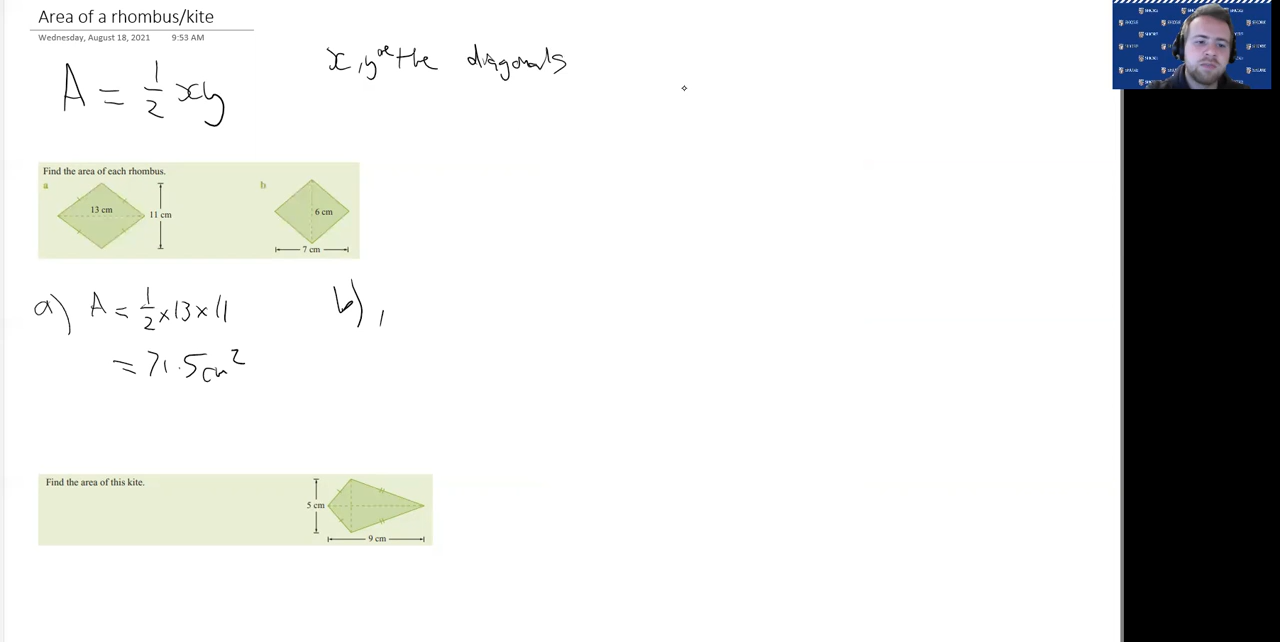 Area of a rhombus/kite
Wednesday, August 18, 2021 9:53 AM
x, y are the diagonals
A = 1/2 xy
Find the area of each rhombus.
a
13 cm
11 cm
b
6 cm
7 cm
a) A = 1/2 × 13 × 11
= 71.5 cm²
b)
Find the area of this kite.
5 cm
9 cm